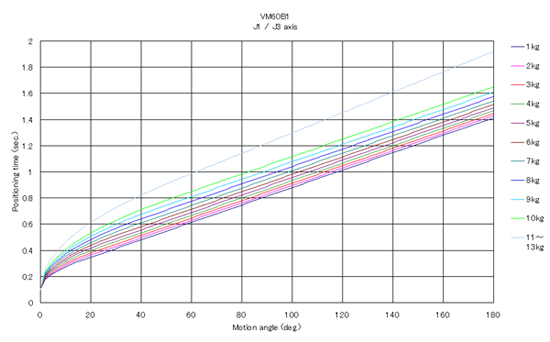 VM60B1
J1 / J3 axis
Positioning time (sec.)
2
1.8
1.6
1.4
1.2
1
0.8
0.6
0.4
0.2
0
0 20 40 60 80 100 120 140 160 180
Motion angle (deg.)
1kg
2kg
3kg
4kg
5kg
6kg
7kg
8kg
9kg
10kg
11～
13kg